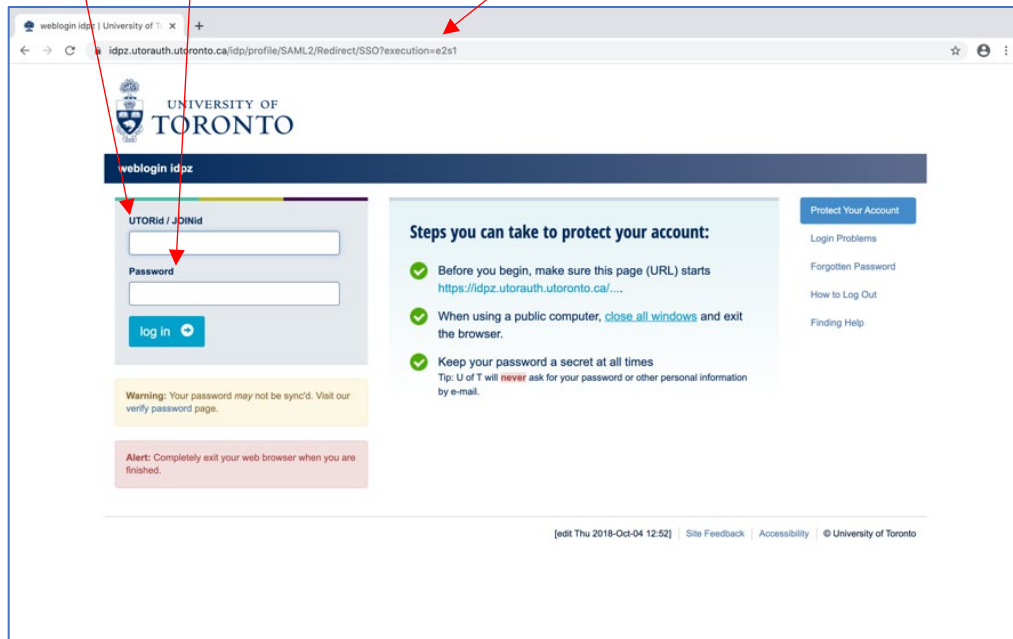 weblogin idpz | University of To
idpz.utorauth.utoronto.ca/idp/profile/SAML2/Redirect/SSO?execution=e2s1
UNIVERSITY OF
TORONTO
weblogin idpz
UTORid / JOINid
Password
log in
Warning: Your password may not be sync'd. Visit our
verify password page.
Alert: Completely exit your web browser when you are
finished.
Steps you can take to protect your account:
Before you begin, make sure this page (URL) starts
https://idpz.utorauth.utoronto.ca/....
When using a public computer, close all windows and exit
the browser.
Keep your password a secret at all times
Tip: U of T will never ask for your password or other personal information
by e-mail.
Protect Your Account
Login Problems
Forgotten Password
How to Log Out
Finding Help
[edit Thu 2018-Oct-04 12:52] Site Feedback Accessibility © University of Toronto